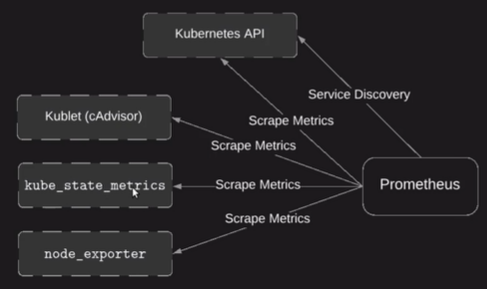 Kubernetes API
Service Discovery
Scrape Metrics
Kublet (cAdvisor)
Scrape Metrics
kube_state_metrics
Scrape Metrics
Prometheus
Scrape Metrics
node_exporter